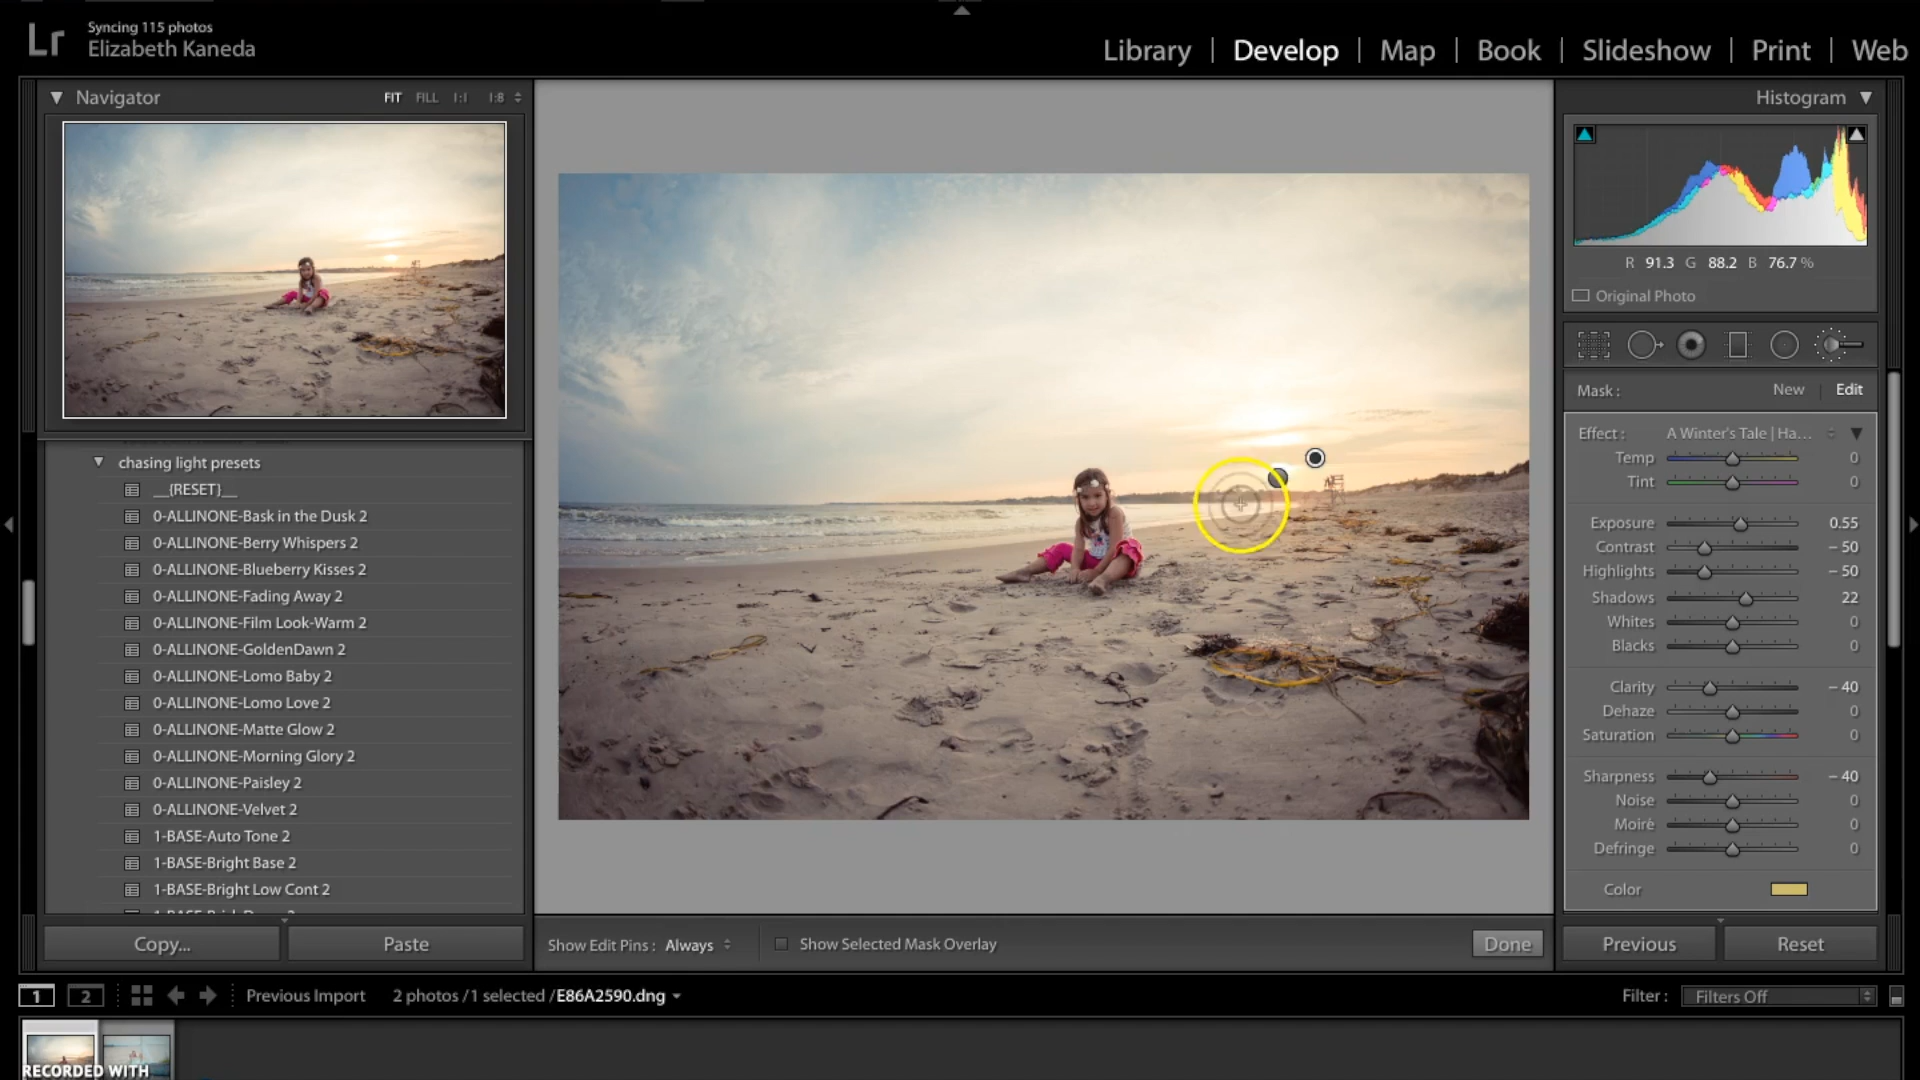 Lr
Syncing 115 photos
Elizabeth Kaneda
Library | Develop | Map | Book | Slideshow | Print | Web
Navigator FIT FILL 1:1 1:8
chasing light presets
__{RESET}__
0-ALLINONE-Bask in the Dusk 2
0-ALLINONE-Berry Whispers 2
0-ALLINONE-Blueberry Kisses 2
0-ALLINONE-Fading Away 2
0-ALLINONE-Film Look-Warm 2
0-ALLINONE-GoldenDawn 2
0-ALLINONE-Lomo Baby 2
0-ALLINONE-Lomo Love 2
0-ALLINONE-Matte Glow 2
0-ALLINONE-Morning Glory 2
0-ALLINONE-Paisley 2
0-ALLINONE-Velvet 2
1-BASE-Auto Tone 2
1-BASE-Bright Base 2
1-BASE-Bright Low Cont 2
Copy... Paste
Show Edit Pins : Always Show Selected Mask Overlay Done
Histogram
R 91.3 G 88.2 B 76.7 %
Original Photo
Mask : New | Edit
Effect : A Winter's Tale | Ha...
Temp 0
Tint 0
Exposure 0.55
Contrast – 50
Highlights – 50
Shadows 22
Whites 0
Blacks 0
Clarity – 40
Dehaze 0
Saturation 0
Sharpness – 40
Noise 0
Moiré 0
Defringe 0
Color
Previous Reset
1 2 Previous Import 2 photos / 1 selected / E86A2590.dng Filter : Filters Off
RECORDED WITH